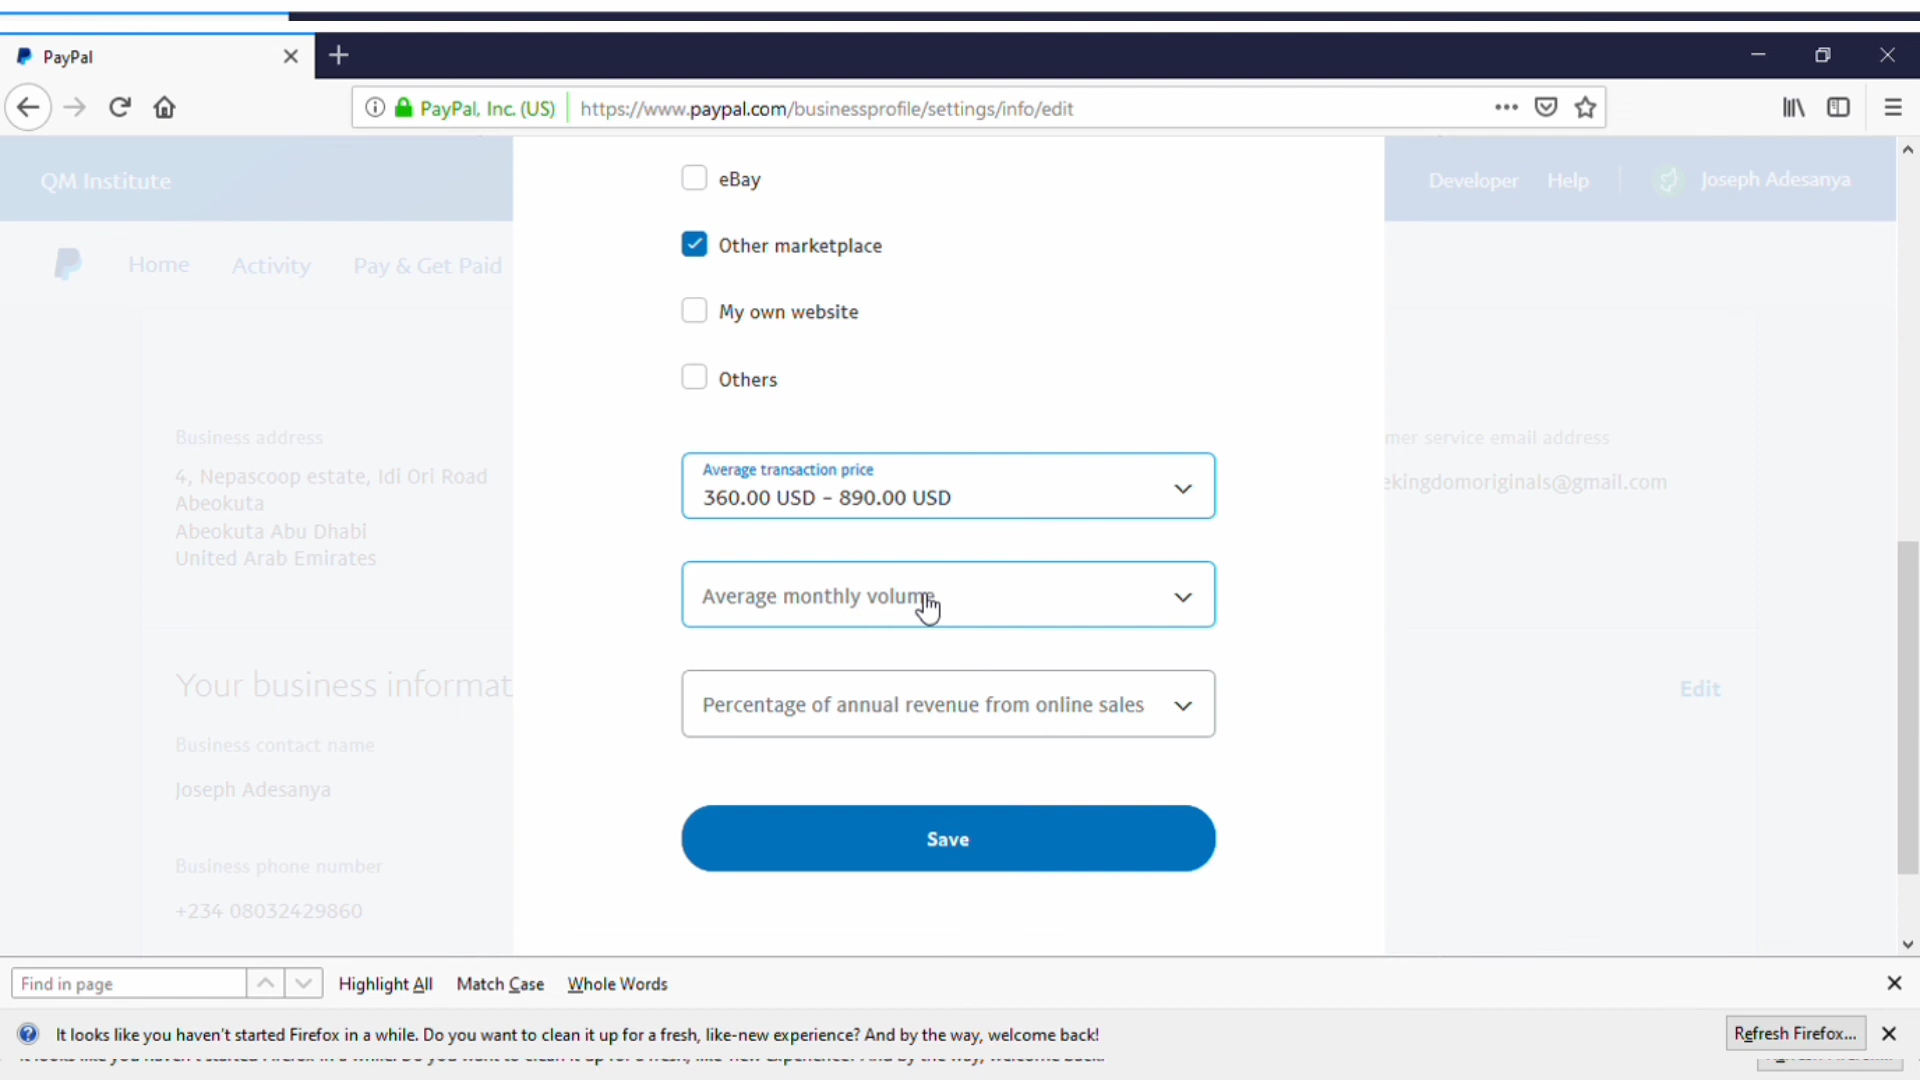 PayPal
PayPal, Inc. (US)
https://www.paypal.com/businessprofile/settings/info/edit
QM Institute
Developer
Help
Joseph Adesanya
Home
Activity
Pay & Get Paid
eBay
Other marketplace
My own website
Others
Average transaction price
360.00 USD – 890.00 USD
Average monthly volume
Percentage of annual revenue from online sales
Save
Business address
4, Nepascoop estate, Idi Ori Road
Abeokuta
Abeokuta Abu Dhabi
United Arab Emirates
mer service email address
ekingdomoriginals@gmail.com
Your business informat
Edit
Business contact name
Joseph Adesanya
Business phone number
+234 08032429860
Find in page
Highlight All
Match Case
Whole Words
It looks like you haven't started Firefox in a while. Do you want to clean it up for a fresh, like-new experience? And by the way, welcome back!
Refresh Firefox...